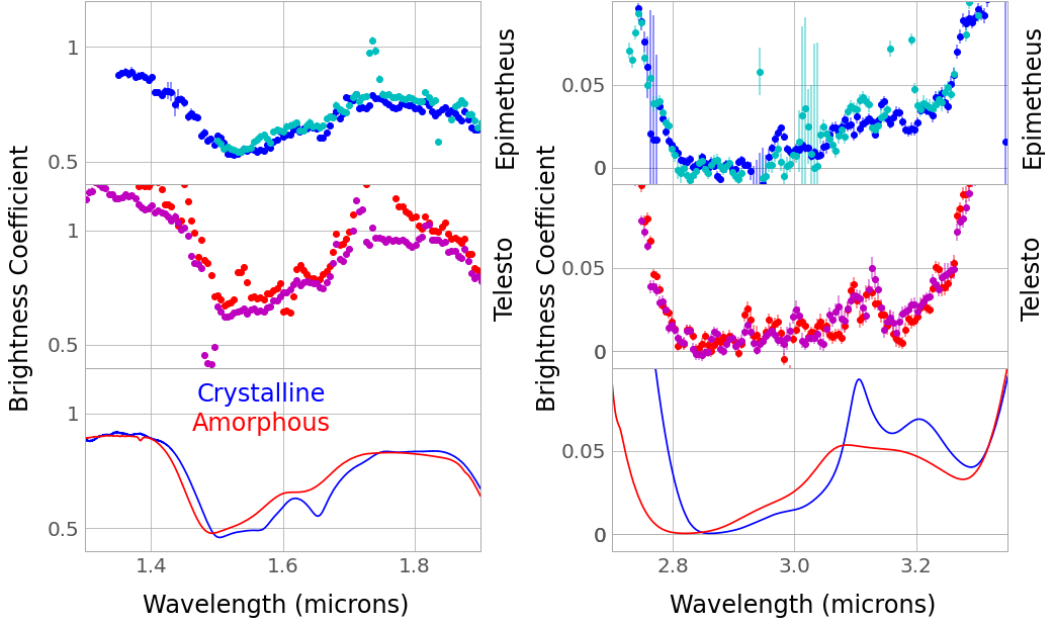 1
0.5
Brightness Coefficient
Epimetheus
1
0.5
Telesto
Crystalline
Amorphous
1
0.5
1.4
1.6
1.8
Wavelength (microns)
0.05
0
Brightness Coefficient
Epimetheus
0.05
0
Telesto
0.05
0
2.8
3.0
3.2
Wavelength (microns)